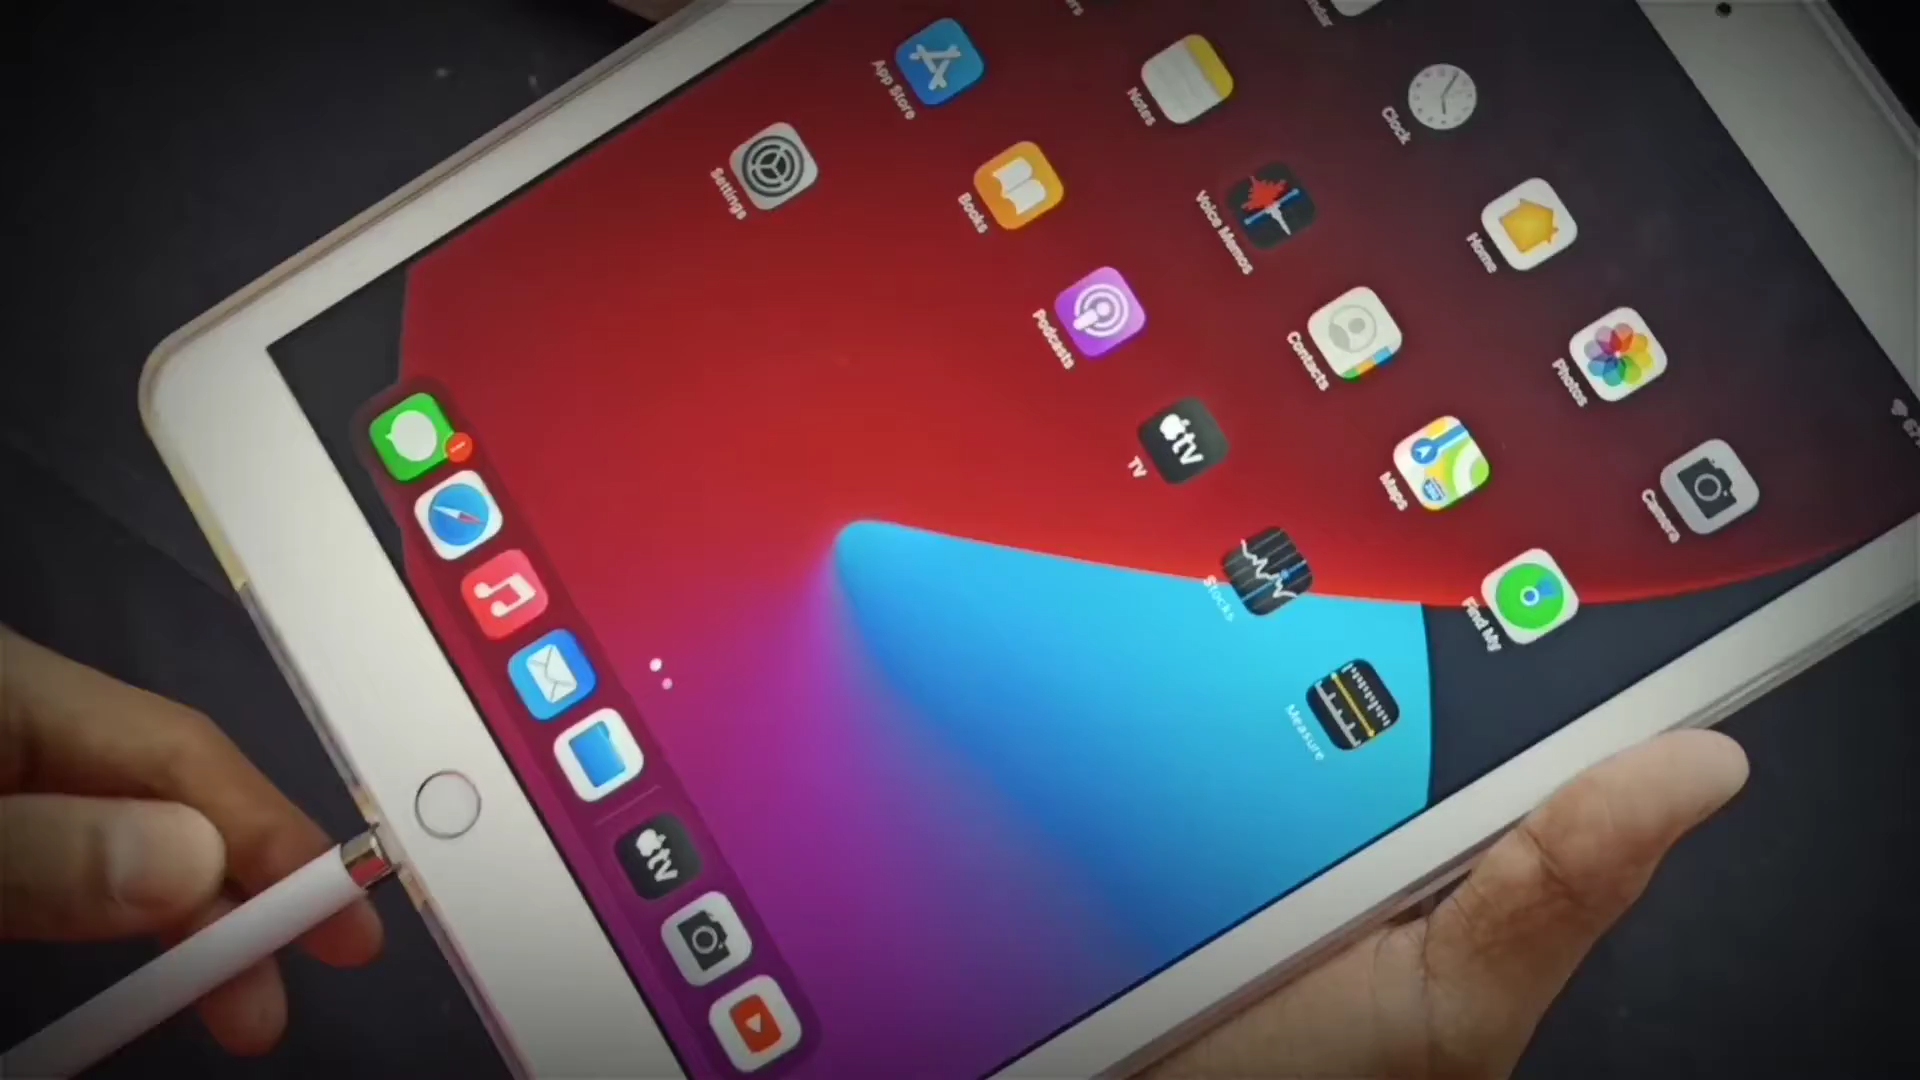 App Store
Notes
Clock
Settings
Books
Voice Memos
Home
Podcasts
Contacts
Photos
tv
TV
Maps
Camera
Stocks
Find My
Measure
tv